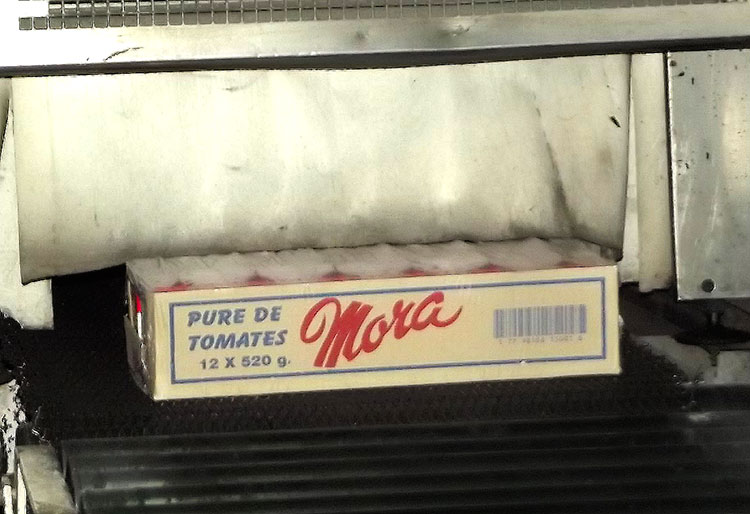 PURE DE
TOMATES
12 X 520 g.
Mora